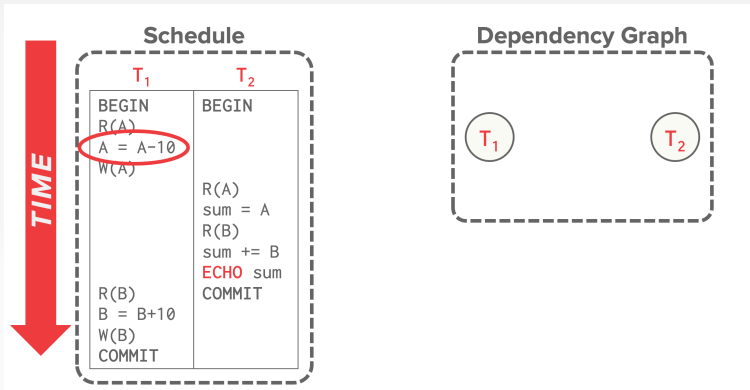 Schedule
Dependency Graph
TIME
T1 T2
BEGIN BEGIN
R(A)
A = A-10
W(A)
R(A)
sum = A
R(B)
sum += B
ECHO sum
R(B) COMMIT
B = B+10
W(B)
COMMIT
T1
T2